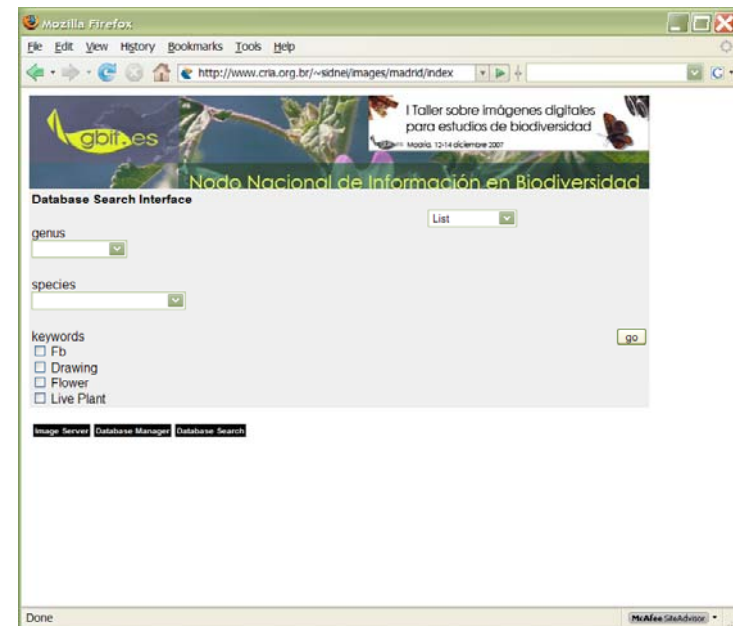 Mozilla Firefox
File Edit View History Bookmarks Tools Help
http://www.cria.org.br/~sidnei/images/madrid/index
gbif.es
I Taller sobre imágenes digitales
para estudios de biodiversidad
Madrid, 12-14 diciembre 2007
Nodo Nacional de Información en Biodiversidad
Database Search Interface
List
genus
species
keywords
go
Fb
Drawing
Flower
Live Plant
Image Server Database Manager Database Search
Done
McAfee SiteAdvisor